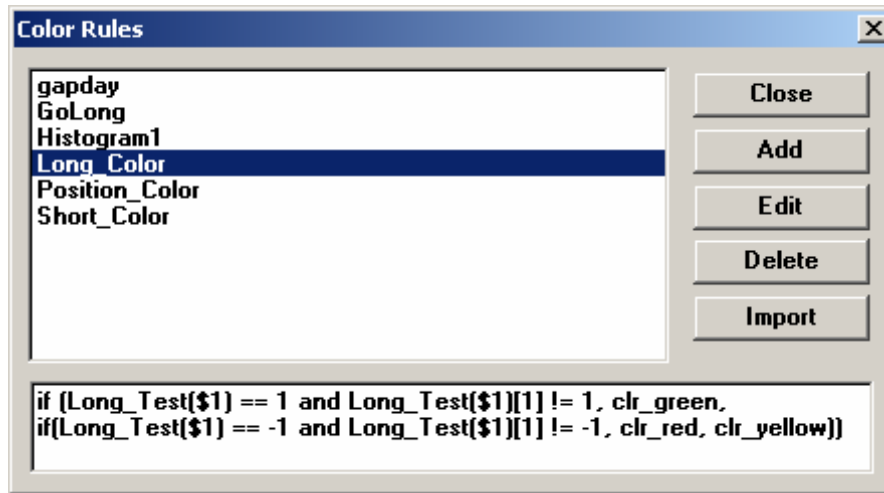 Color Rules
gapday
GoLong
Histogram1
Long_Color
Position_Color
Short_Color
Close
Add
Edit
Delete
Import
if (Long_Test($1) == 1 and Long_Test($1)[1] != 1, clr_green,
if(Long_Test($1) == -1 and Long_Test($1)[1] != -1, clr_red, clr_yellow))